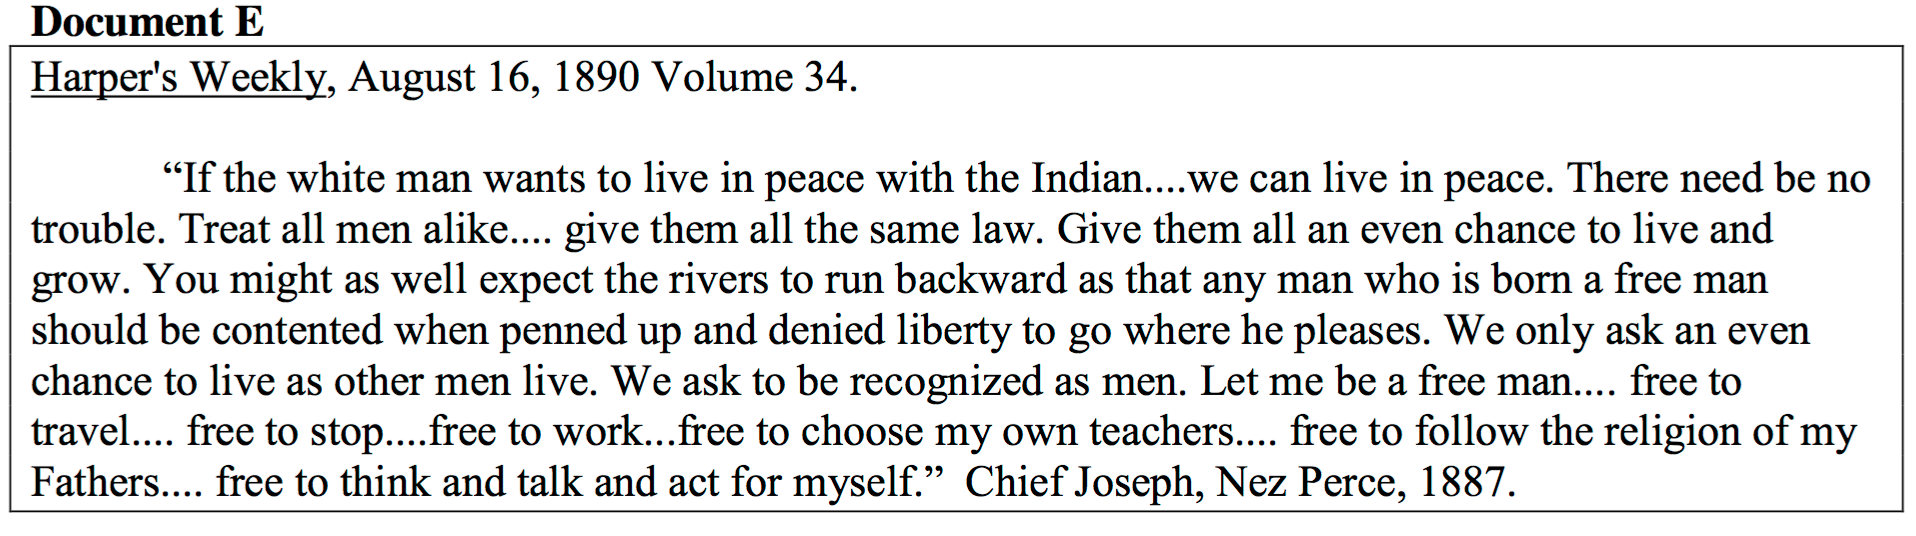 Document E
Harper's Weekly, August 16, 1890 Volume 34.
“If the white man wants to live in peace with the Indian....we can live in peace. There need be no
trouble. Treat all men alike.... give them all the same law. Give them all an even chance to live and
grow. You might as well expect the rivers to run backward as that any man who is born a free man
should be contented when penned up and denied liberty to go where he pleases. We only ask an even
chance to live as other men live. We ask to be recognized as men. Let me be a free man.... free to
travel.... free to stop....free to work...free to choose my own teachers.... free to follow the religion of my
Fathers.... free to think and talk and act for myself.”  Chief Joseph, Nez Perce, 1887.